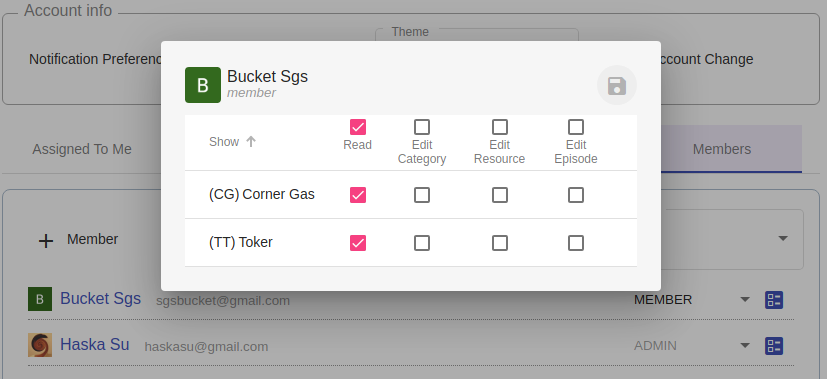 Account info
Theme
Notification Preferenc
ccount Change
B
Bucket Sgs
member
Show
Read
Edit
Category
Edit
Resource
Edit
Episode
(CG) Corner Gas
(TT) Toker
Assigned To Me
Members
Member
B
Bucket Sgs
sgsbucket@gmail.com
MEMBER
Haska Su
haskasu@gmail.com
ADMIN